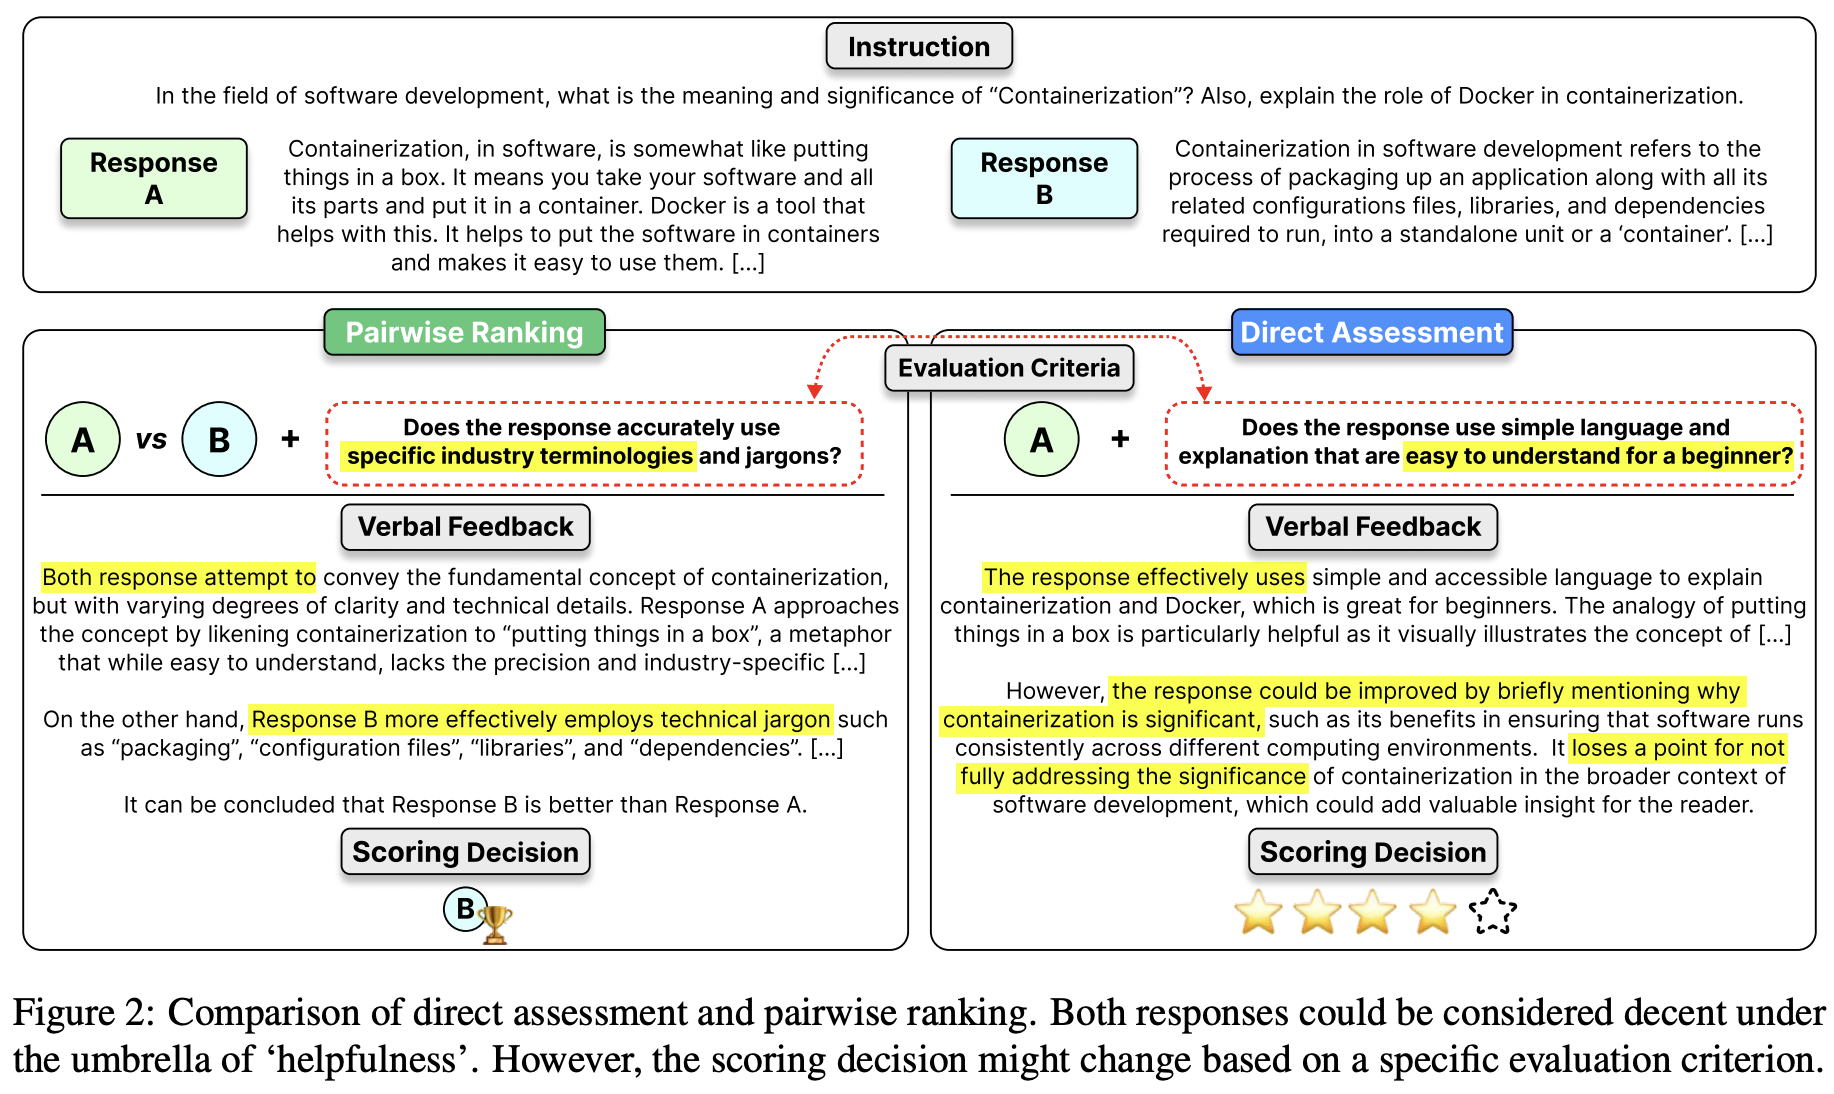 Instruction
In the field of software development, what is the meaning and significance of “Containerization”? Also, explain the role of Docker in containerization.
Response
A
Containerization, in software, is somewhat like putting
things in a box. It means you take your software and all
its parts and put it in a container. Docker is a tool that
helps with this. It helps to put the software in containers
and makes it easy to use them. [...]
Response
B
Containerization in software development refers to the
process of packaging up an application along with all its
related configurations files, libraries, and dependencies
required to run, into a standalone unit or a ‘container’. [...]
Evaluation Criteria
Pairwise Ranking
A vs B +
Does the response accurately use
specific industry terminologies and jargons?
Verbal Feedback
Both response attempt to convey the fundamental concept of containerization,
but with varying degrees of clarity and technical details. Response A approaches
the concept by likening containerization to “putting things in a box”, a metaphor
that while easy to understand, lacks the precision and industry-specific [...]
On the other hand, Response B more effectively employs technical jargon such
as “packaging”, “configuration files”, “libraries”, and “dependencies”. [...]
It can be concluded that Response B is better than Response A.
Scoring Decision
B
Direct Assessment
A +
Does the response use simple language and
explanation that are easy to understand for a beginner?
Verbal Feedback
The response effectively uses simple and accessible language to explain
containerization and Docker, which is great for beginners. The analogy of putting
things in a box is particularly helpful as it visually illustrates the concept of [...]
However, the response could be improved by briefly mentioning why
containerization is significant, such as its benefits in ensuring that software runs
consistently across different computing environments. It loses a point for not
fully addressing the significance of containerization in the broader context of
software development, which could add valuable insight for the reader.
Scoring Decision
Figure 2: Comparison of direct assessment and pairwise ranking. Both responses could be considered decent under
the umbrella of ‘helpfulness’. However, the scoring decision might change based on a specific evaluation criterion.